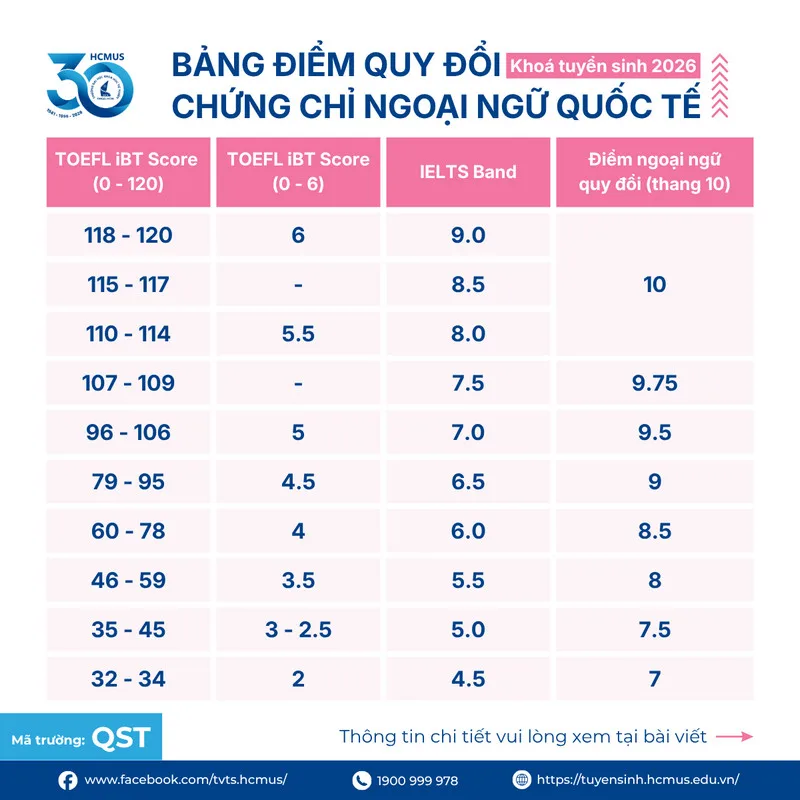 HCMUS
30
1941 - 1996 - 2026
BẢNG ĐIỂM QUY ĐỔI Khoá tuyển sinh 2026
CHỨNG CHỈ NGOẠI NGỮ QUỐC TẾ
TOEFL iBT Score (0 - 120) TOEFL iBT Score (0 - 6) IELTS Band Điểm ngoại ngữ quy đổi (thang 10)
118 - 120 6 9.0
115 - 117 - 8.5 10
110 - 114 5.5 8.0
107 - 109 - 7.5 9.75
96 - 106 5 7.0 9.5
79 - 95 4.5 6.5 9
60 - 78 4 6.0 8.5
46 - 59 3.5 5.5 8
35 - 45 3 - 2.5 5.0 7.5
32 - 34 2 4.5 7
Mã trường: QST
Thông tin chi tiết vui lòng xem tại bài viết
www.facebook.com/tvts.hcmus/ 1900 999 978 https://tuyensinh.hcmus.edu.vn/